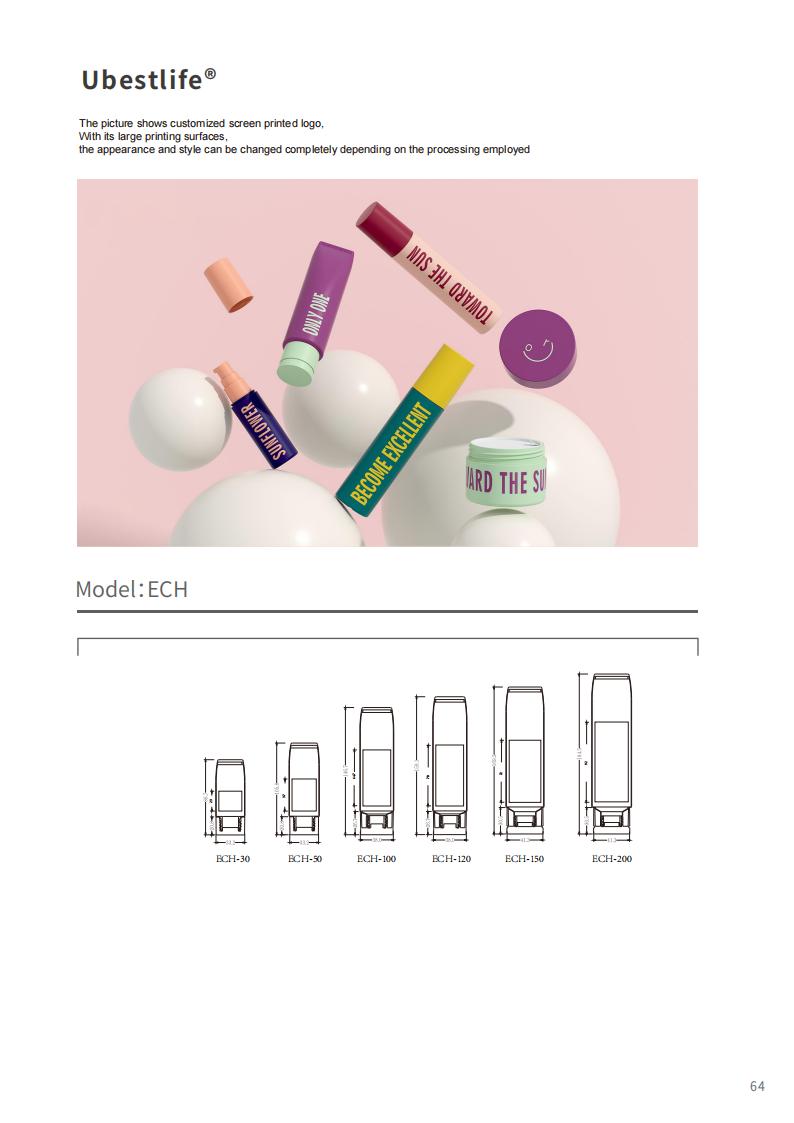 Ubestlife®
The picture shows customized screen printed logo,
With its large printing surfaces,
the appearance and style can be changed completely depending on the processing employed
TOWARD THE SUN
ONLY ONE
SUNFLOWER
BECOME EXCELLENT
WARD THE SU
Model:ECH
ECH-30
ECH-50
ECH-100
ECH-120
ECH-150
ECH-200
64